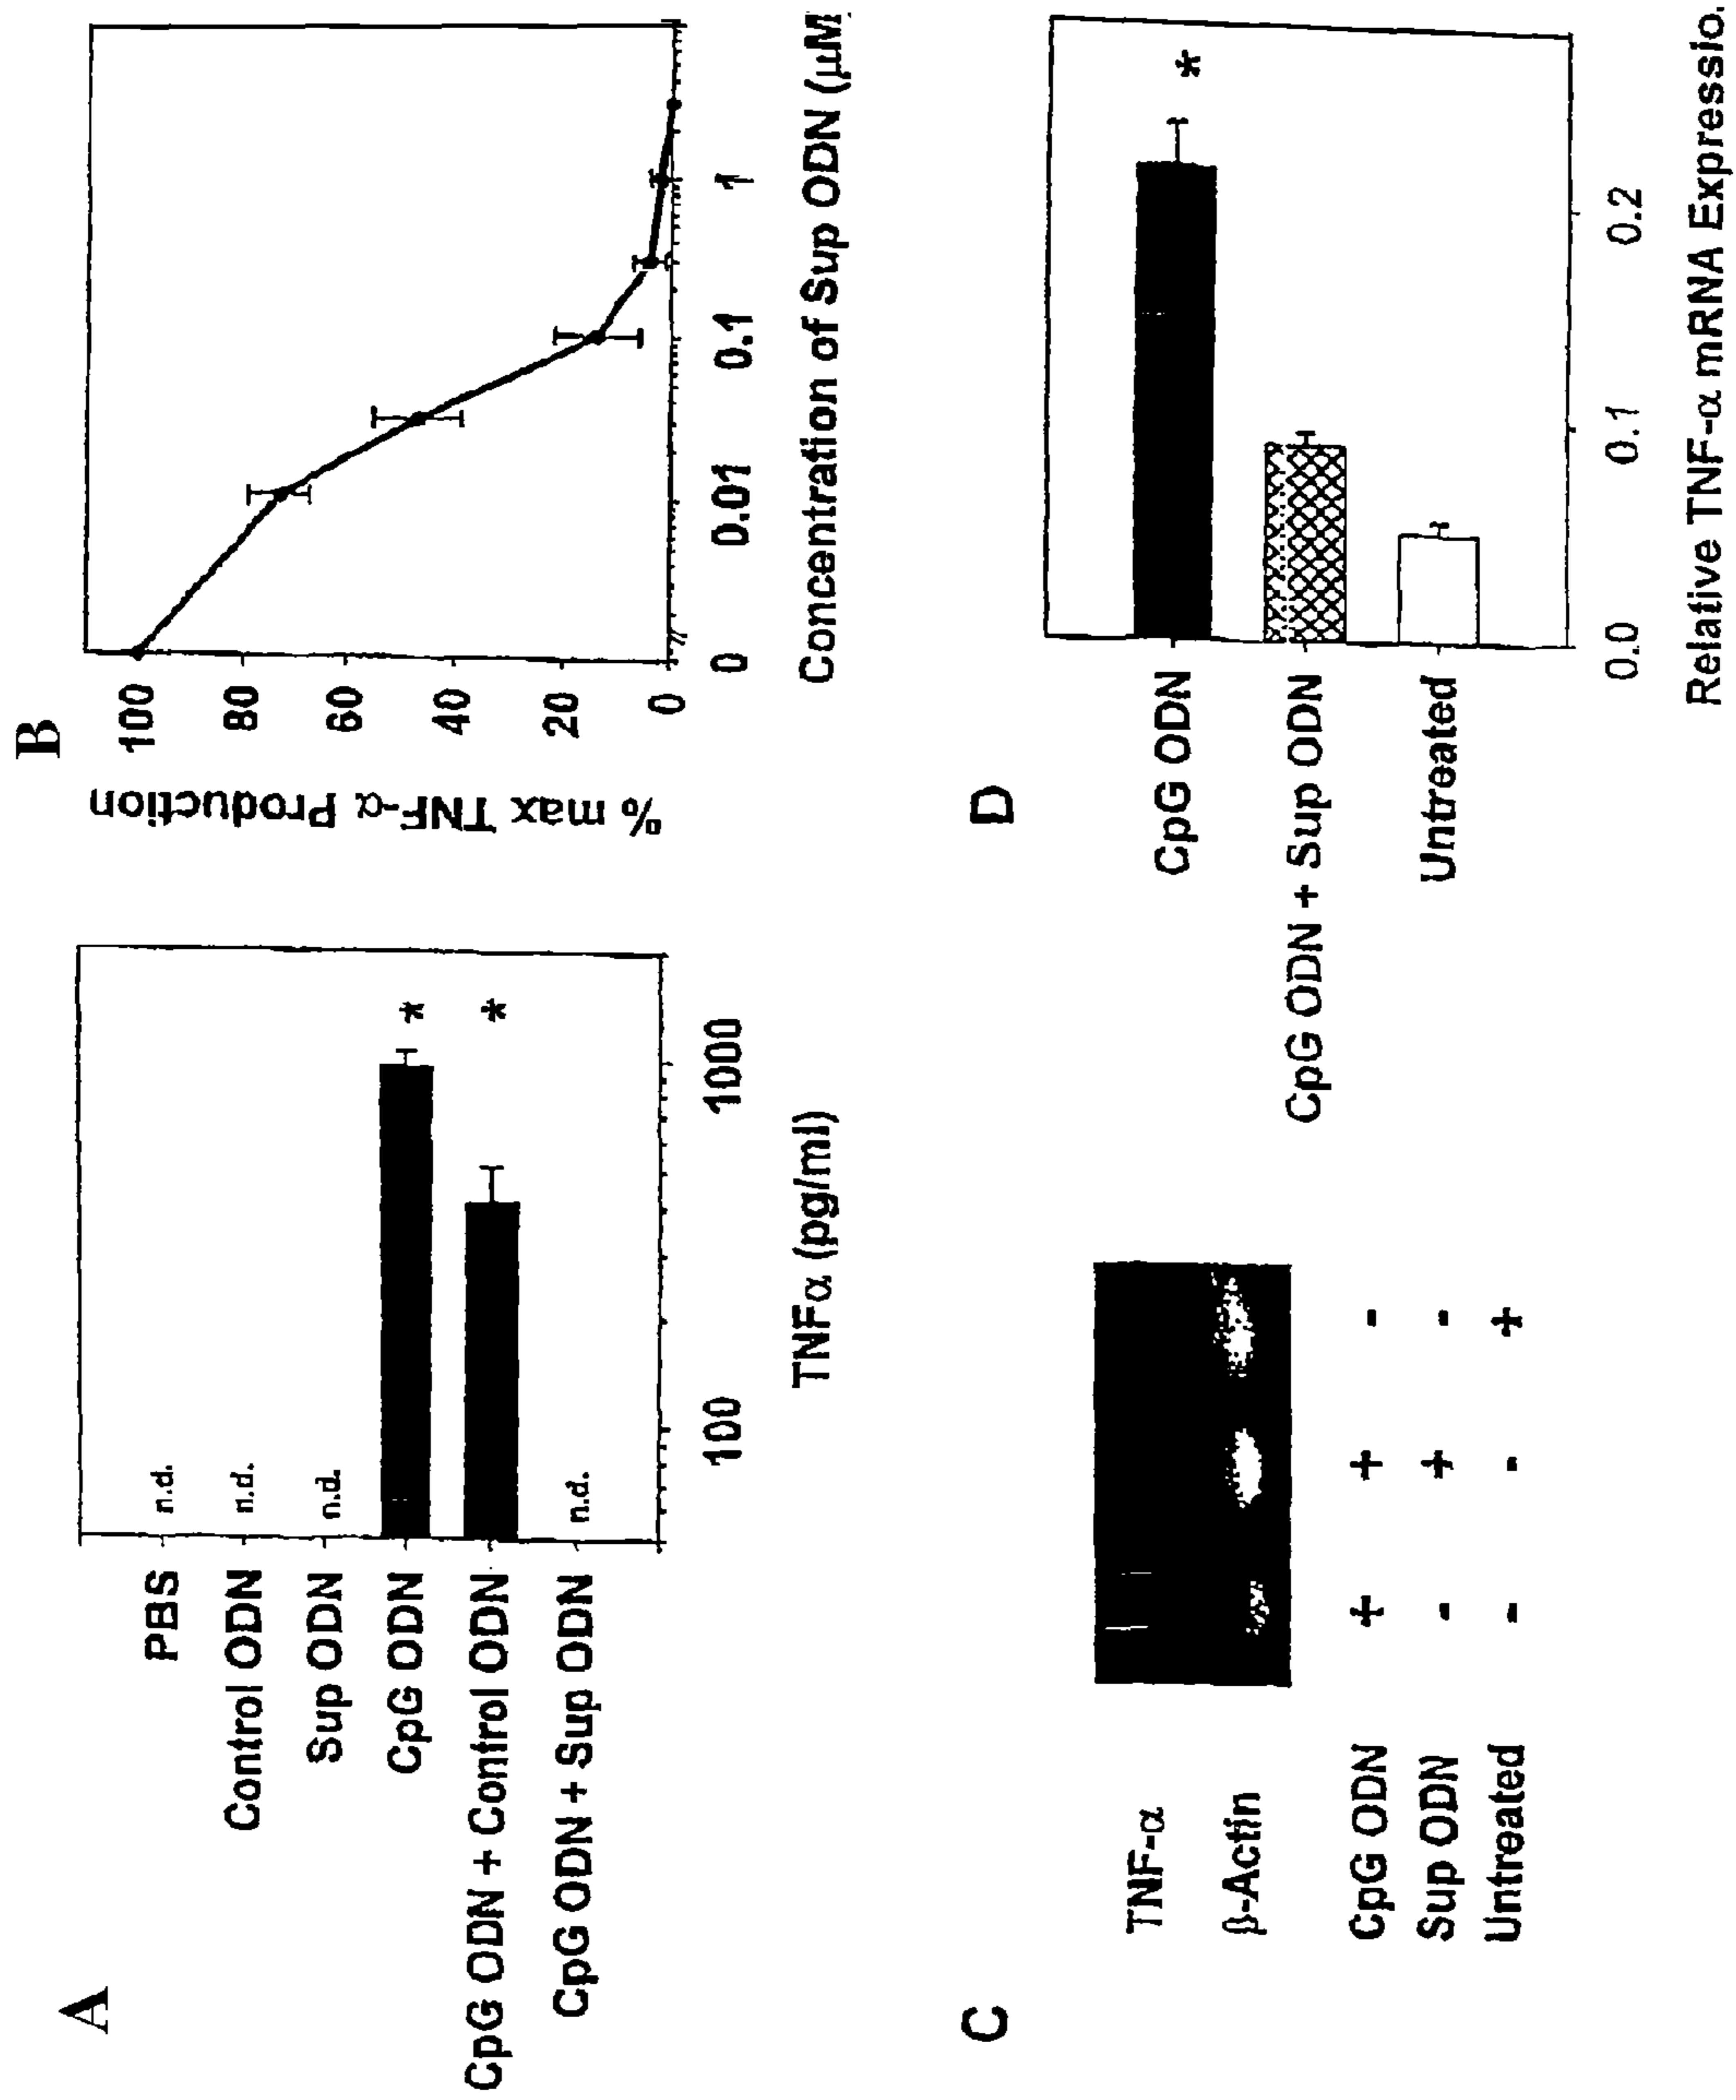 A
PBS n.d.
Control ODN n.d.
Sup ODN n.d.
CpG ODN *
CpG ODN + Control ODN *
CpG ODN + Sup ODN n.d.
100 1000
TNFα (pg/ml)
B
% max TNF-α Production
100
80
60
40
20
0
0 0.01 0.1 1
Concentration of Sup ODN (μM)
C
TNF-α
β-Actin
CpG ODN + + -
Sup ODN - + -
Untreated - - +
D
CpG ODN *
CpG ODN + Sup ODN
Untreated
0.0 0.1 0.2
Relative TNF-α mRNA Expressio